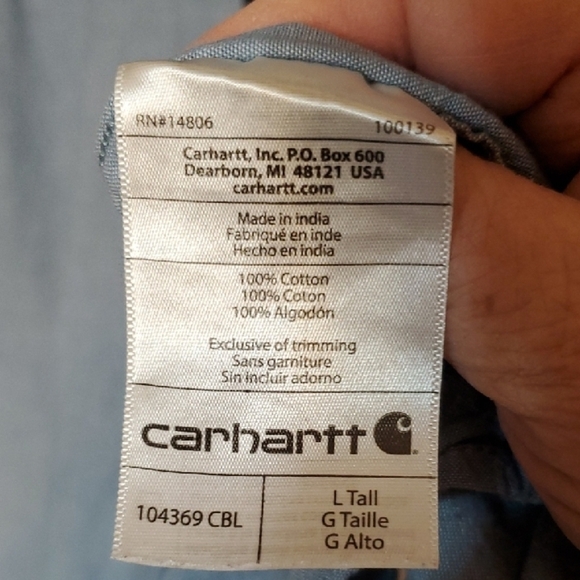 RN#14806 100139
Carhartt, Inc. P.O. Box 600
Dearborn, MI 48121 USA
carhartt.com
Made in india
Fabriqué en inde
Hecho en india
100% Cotton
100% Coton
100% Algodón
Exclusive of trimming
Sans garniture
Sin incluir adorno
carhartt
104369 CBL
L Tall
G Taille
G Alto